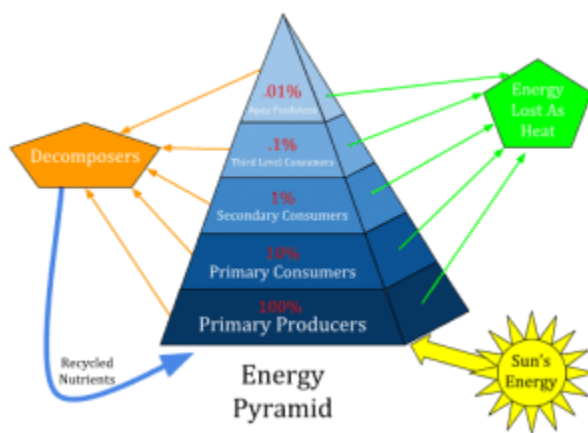 .01%
Apex Predators
.1%
Third Level Consumers
1%
Secondary Consumers
10%
Primary Consumers
100%
Primary Producers
Decomposers
Energy
Lost As
Heat
Recycled
Nutrients
Energy
Pyramid
Sun's
Energy